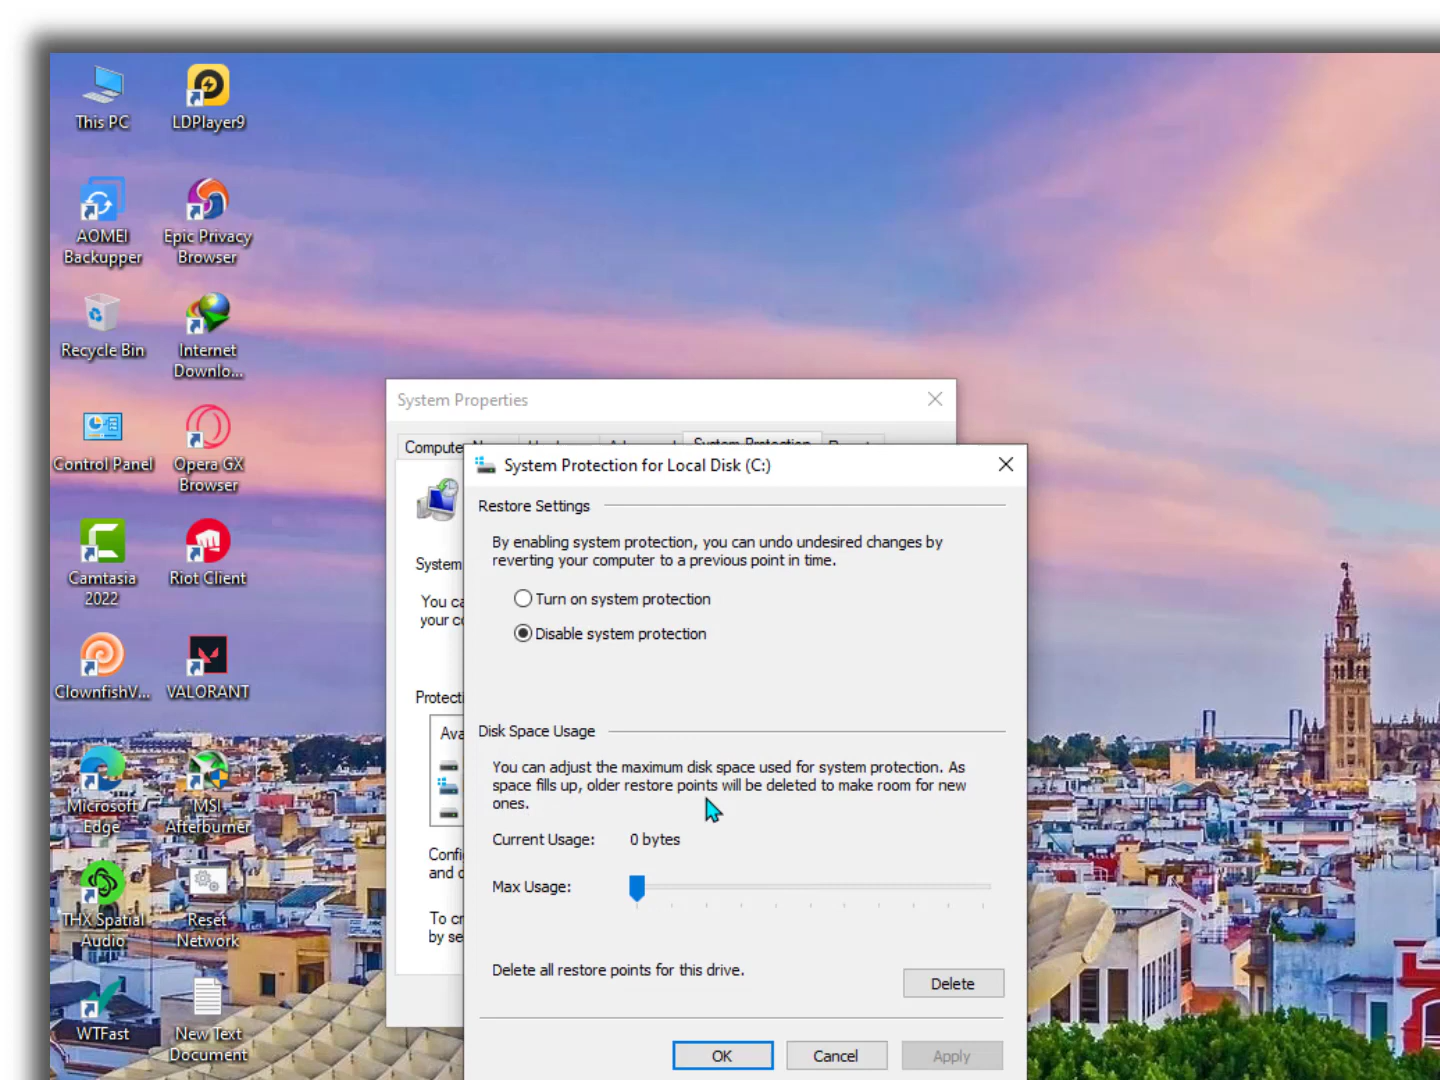 This PC
LDPlayer9
AOMEI
Backupper
Epic Privacy
Browser
Recycle Bin
Internet
Downlo...
Control Panel
Opera GX
Browser
Camtasia
2022
Riot Client
ClownfishV...
VALORANT
Microsoft
Edge
MSI
Afterburner
THX Spatial
Audio
Reset
Network
WTFast
New Text
Document
System Properties
System Protection
System
You ca
your co
Protecti
Ava
Confi
and d
To cr
by se
System Protection for Local Disk (C:)
Restore Settings
By enabling system protection, you can undo undesired changes by
reverting your computer to a previous point in time.
Turn on system protection
Disable system protection
Disk Space Usage
You can adjust the maximum disk space used for system protection. As
space fills up, older restore points will be deleted to make room for new
ones.
Current Usage: 0 bytes
Max Usage:
Delete all restore points for this drive.
Delete
OK Cancel Apply